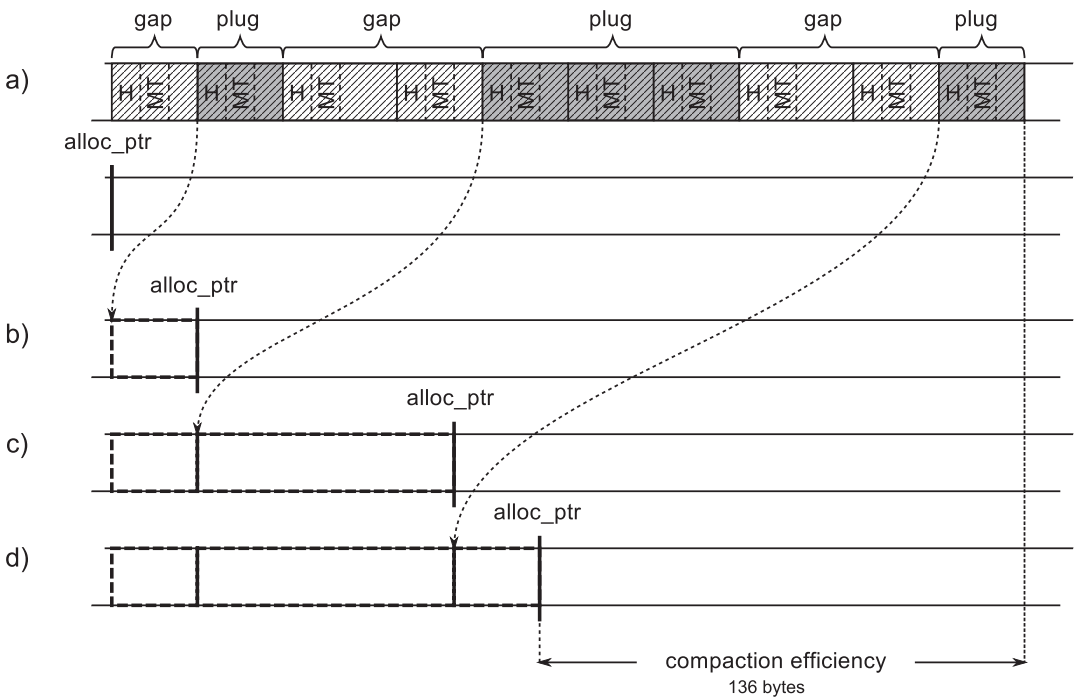 gap plug gap plug gap plug
a)
H MT H MT H MT H MT H MT H MT H MT H MT H MT H MT
alloc_ptr
alloc_ptr
b)
alloc_ptr
c)
alloc_ptr
d)
compaction efficiency
136 bytes